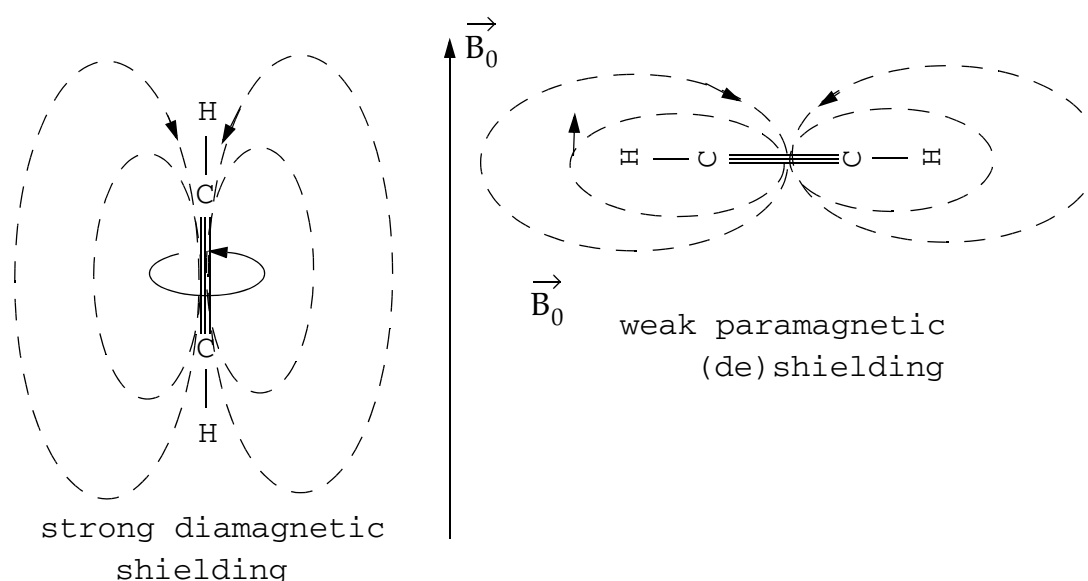 H
C
C
H
strong diamagnetic
shielding
B₀
H C C H
B₀
weak paramagnetic
(de)shielding